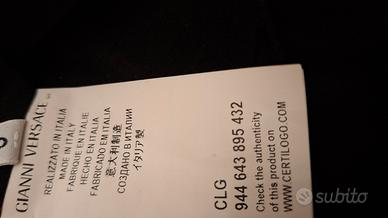 GIANNI VERSACE
REALIZZATO IN ITALIA
MADE IN ITALY
FABRIQUÉ EN ITALIE
HECHO EN ITALIA
FABRICADO EM ITALIA
意大利制造
СОЗДАНО В ИТАЛИИ
イタリア製
CLG
944 643 895 432
Check the authenticity
of this product on
WWW.CERTILOGO.COM
subito